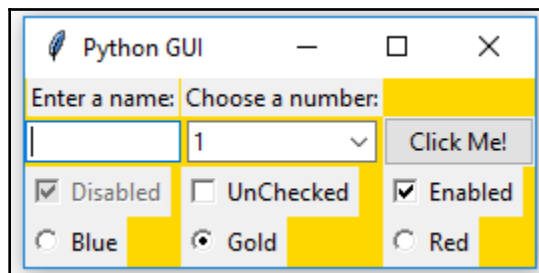 Python GUI
Enter a name: Choose a number:
1 Click Me!
Disabled UnChecked Enabled
Blue Gold Red